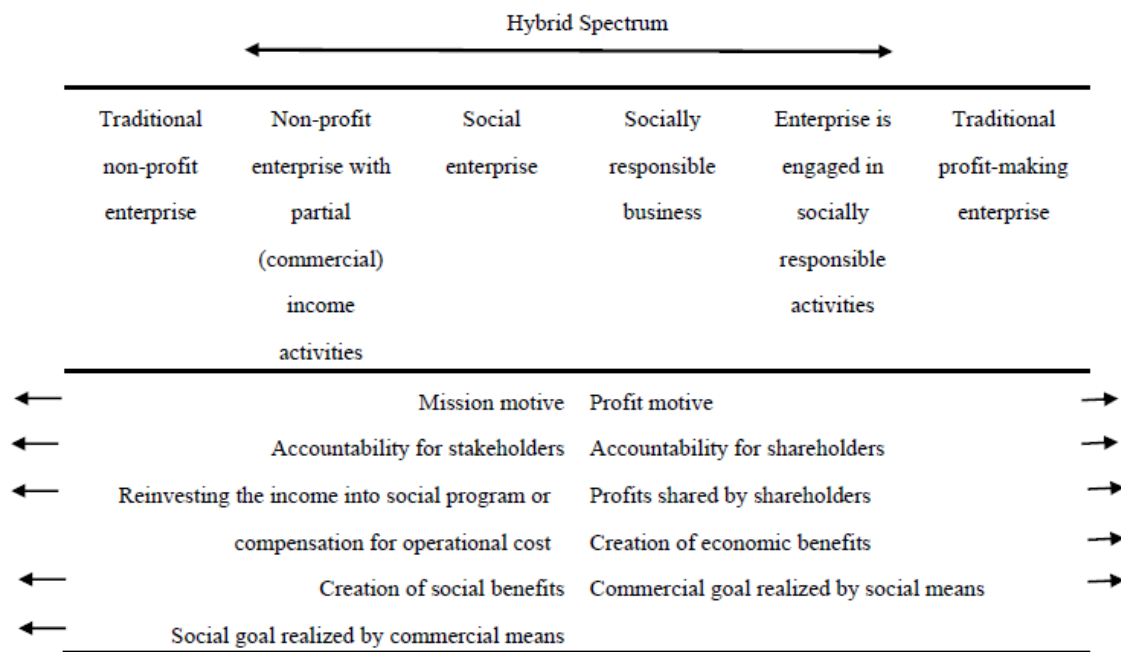 Hybrid Spectrum
Traditional
non-profit
enterprise
Non-profit
enterprise with
partial
(commercial)
income
activities
Social
enterprise
Socially
responsible
business
Enterprise is
engaged in
socially
responsible
activities
Traditional
profit-making
enterprise
Mission motive
Profit motive
Accountability for stakeholders
Accountability for shareholders
Reinvesting the income into social program or
Profits shared by shareholders
compensation for operational cost
Creation of economic benefits
Creation of social benefits
Commercial goal realized by social means
Social goal realized by commercial means